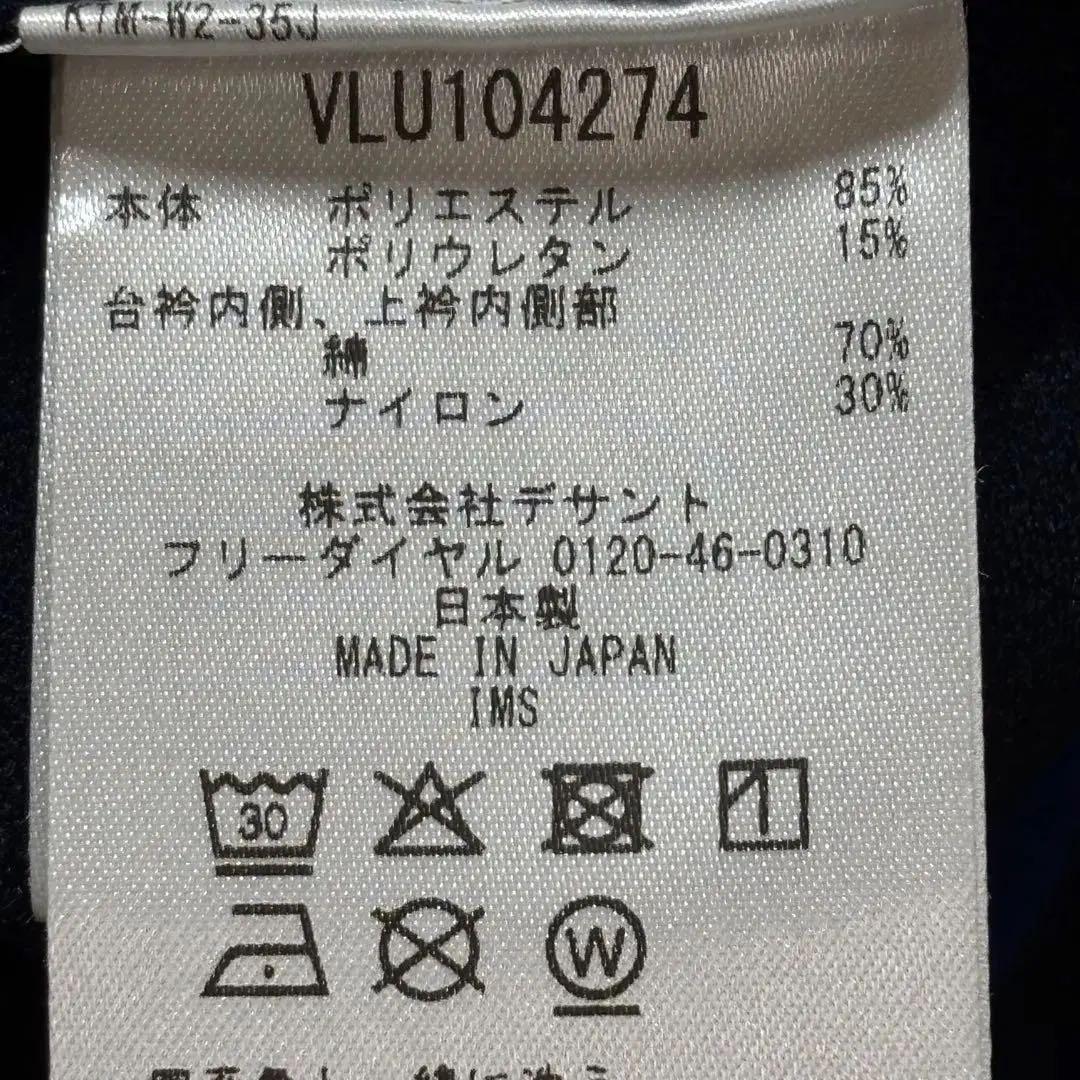 KTM-W2-35J
VLU104274
本体 ポリエステル 85%
ポリウレタン 15%
台衿内側、上衿内側部
綿 70%
ナイロン 30%
株式会社デサント
フリーダイヤル 0120-46-0310
日本製
MADE IN JAPAN
IMS
30
W